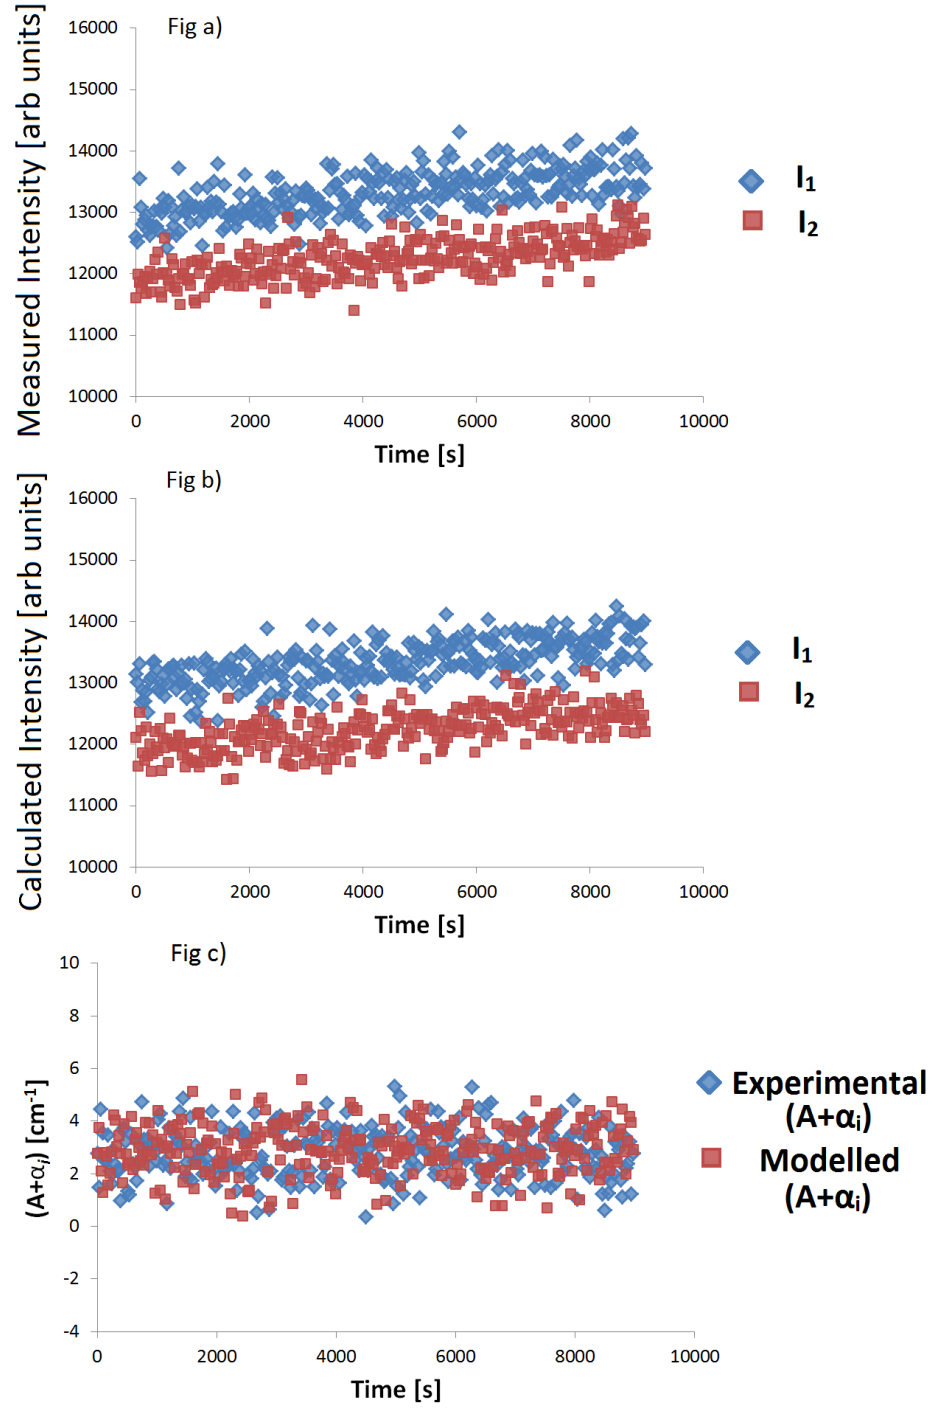 Fig a)
Measured Intensity [arb units]
16000
15000
14000
13000
12000
11000
10000
0 2000 4000 6000 8000 10000
Time [s]
I₁
I₂
Fig b)
Calculated Intensity [arb units]
16000
15000
14000
13000
12000
11000
10000
0 2000 4000 6000 8000 10000
Time [s]
I₁
I₂
Fig c)
(A+αᵢ) [cm⁻¹]
10
8
6
4
2
0
-2
-4
0 2000 4000 6000 8000 10000
Time [s]
Experimental
(A+αᵢ)
Modelled
(A+αᵢ)